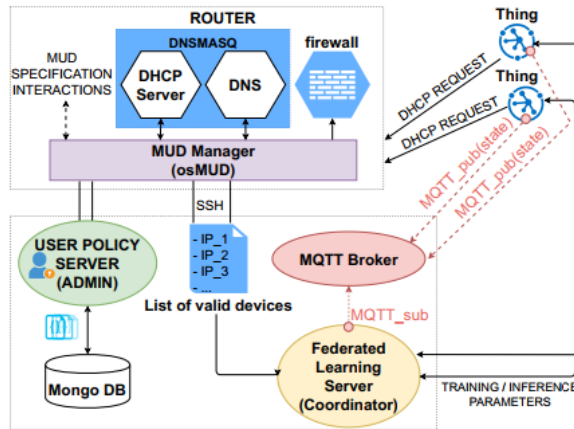 ROUTER
DNSMASQ
DHCP
Server
DNS
firewall
MUD
SPECIFICATION
INTERACTIONS
MUD Manager
(osMUD)
Thing
Thing
DHCP REQUEST
DHCP REQUEST
MQTT_pub(state)
MQTT_pub(state)
SSH
USER POLICY
SERVER
(ADMIN)
- IP_1
- IP_2
- IP_3
- ...
List of valid devices
MQTT Broker
MQTT_sub
Mongo DB
Federated
Learning
Server
(Coordinator)
TRAINING / INFERENCE
PARAMETERS